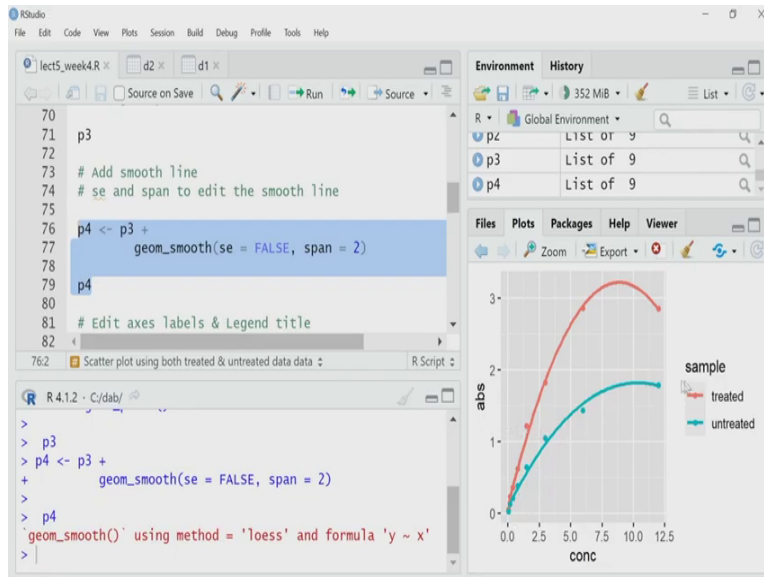 RStudio
File Edit Code View Plots Session Build Debug Profile Tools Help
lect5_week4.R d2 d1
Source on Save Run Source
70
71 p3
72
73 # Add smooth line
74 # se and span to edit the smooth line
75
76 p4 <- p3 +
77 geom_smooth(se = FALSE, span = 2)
78
79 p4
80
81 # Edit axes labels & Legend title
82
76:2 Scatter plot using both treated & untreated data data R Script
R 4.1.2 · C:/dab/
>
> p3
> p4 <- p3 +
+ geom_smooth(se = FALSE, span = 2)
>
> p4
`geom_smooth()` using method = 'loess' and formula 'y ~ x'
>
Environment History
352 MiB List
R Global Environment
p2 List of 9
p3 List of 9
p4 List of 9
Files Plots Packages Help Viewer
Zoom Export
3
2
1
0
abs
0.0 2.5 5.0 7.5 10.0 12.5
conc
sample
treated
untreated